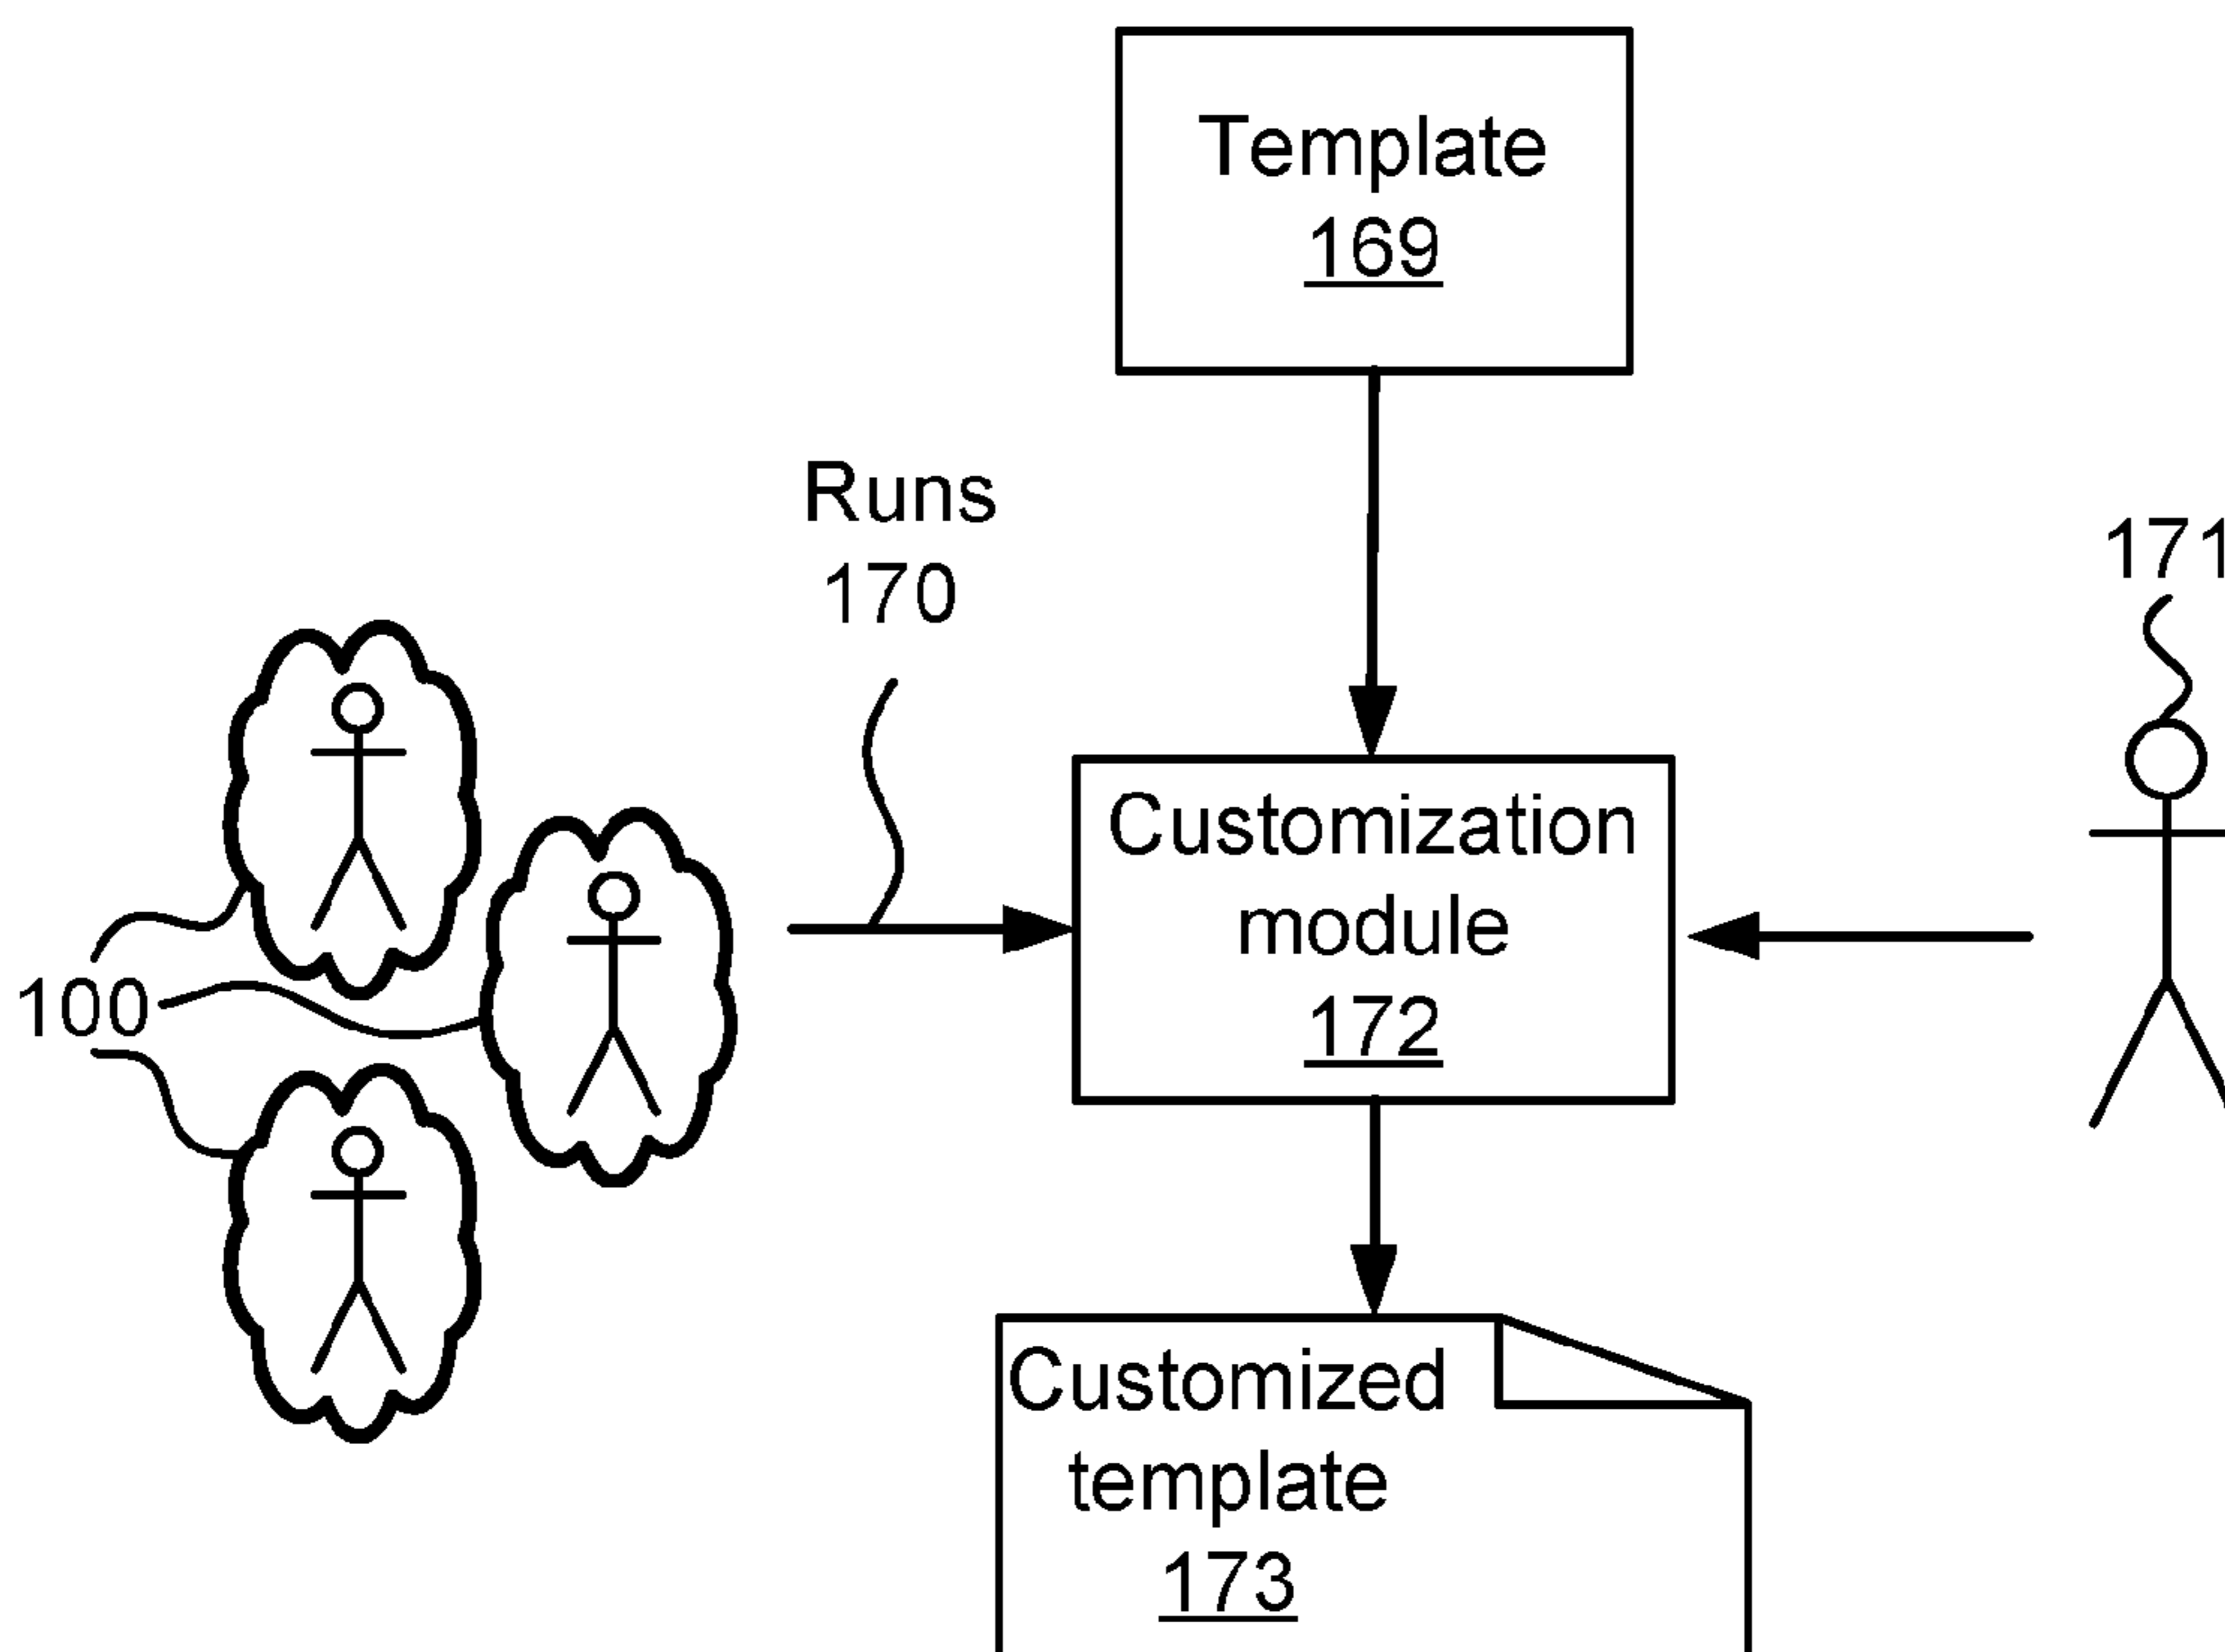 Template
169
Runs
170
171
100
Customization
module
172
Customized
template
173